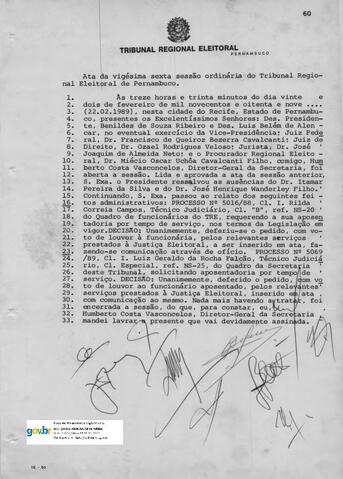 60
TRIBUNAL REGIONAL ELEITORAL
PERNAMBUCO
Ata da vigésima sexta sessão ordinária do Tribunal Regio-
nal Eleitoral de Pernambuco.
1. Às treze horas e trinta minutos do dia vinte e
2. dois de fevereiro de mil novecentos e oitenta e nove ....
3. (22.02.1989), nesta cidade do Recife, Estado de Pernambu-
4. co, presentes os Excelentíssimos Senhores: Des. Presiden-
te, Benildes de Souza Ribeiro e Des. Luiz Belém de Alen-
6. car, no eventual exercício da Vice-Presidência; Juiz Fede
7. ral, Dr. Francisco de Queiroz Bezerra Cavalcanti; Juiz de
8. Direito, Dr. Ozael Rodrigues Veloso; Jurista, Dr. José
9. Joaquim de Almeida Neto; e o Procurador Regional Eleito -
10. ral, Dr. Miécio Oscar Uchôa Cavalcanti Filho, comigo, Hum
11. berto Costa Vasconcelos, Diretor-Geral da Secretaria, foi
12. aberta a sessão. Lida e aprovada a ata da sessão anterior,
13. S. Exa. o Presidente ressalvou as ausências do Dr. Itamar
14. Pereira da Silva e do Dr. José Henrique Wanderley Filho.
15. Continuando, S. Exa. passou ao relato dos seguintes fei-
16. tos administrativos: PROCESSO Nº 5016/88, Cl. I. Rilda
17. Correia Campos, Técnico Judiciário, Cl. "B", ref. NS-20
18. do Quadro de funcionários do TRE, requerendo a sua aposen
19. tadoria por tempo de serviço, nos termos da Legislação em
20. vigor. DECISÃO: Unanimemente, deferiu-se o pedido, com vo-
21. to de louvor à funcionária, pelos relevantes serviços
22. prestados à Justiça Eleitoral, a ser inserido em ata, fa-
23. zendo-se comunicação através de ofício. PROCESSO Nº
24. /89, Cl. I. Luiz Geraldo da Rocha Falcão, Técnico Judiciá
25. rio, Cl. Especial, ref. NS-25, do Quadro da Secretaria
26. deste Tribunal, solicitando aposentadoria por tempo de
27. serviço. DECISÃO: Unanimemente, deferido o pedido, com vo
28. to de louvor ao funcionário aposentado, pelos relevantes
29. serviços prestados à Justiça Eleitoral, inserido em ata
30. com comunicação ao mesmo. Nada mais havendo a tratar, foi
31. encerrada a sessão, do que, para constar, eu,
32. Humberto Costa Vasconcelos, Diretor-Geral da Secretaria
33. mandei lavrar a presente que vai devidamente assinada.
gov.br